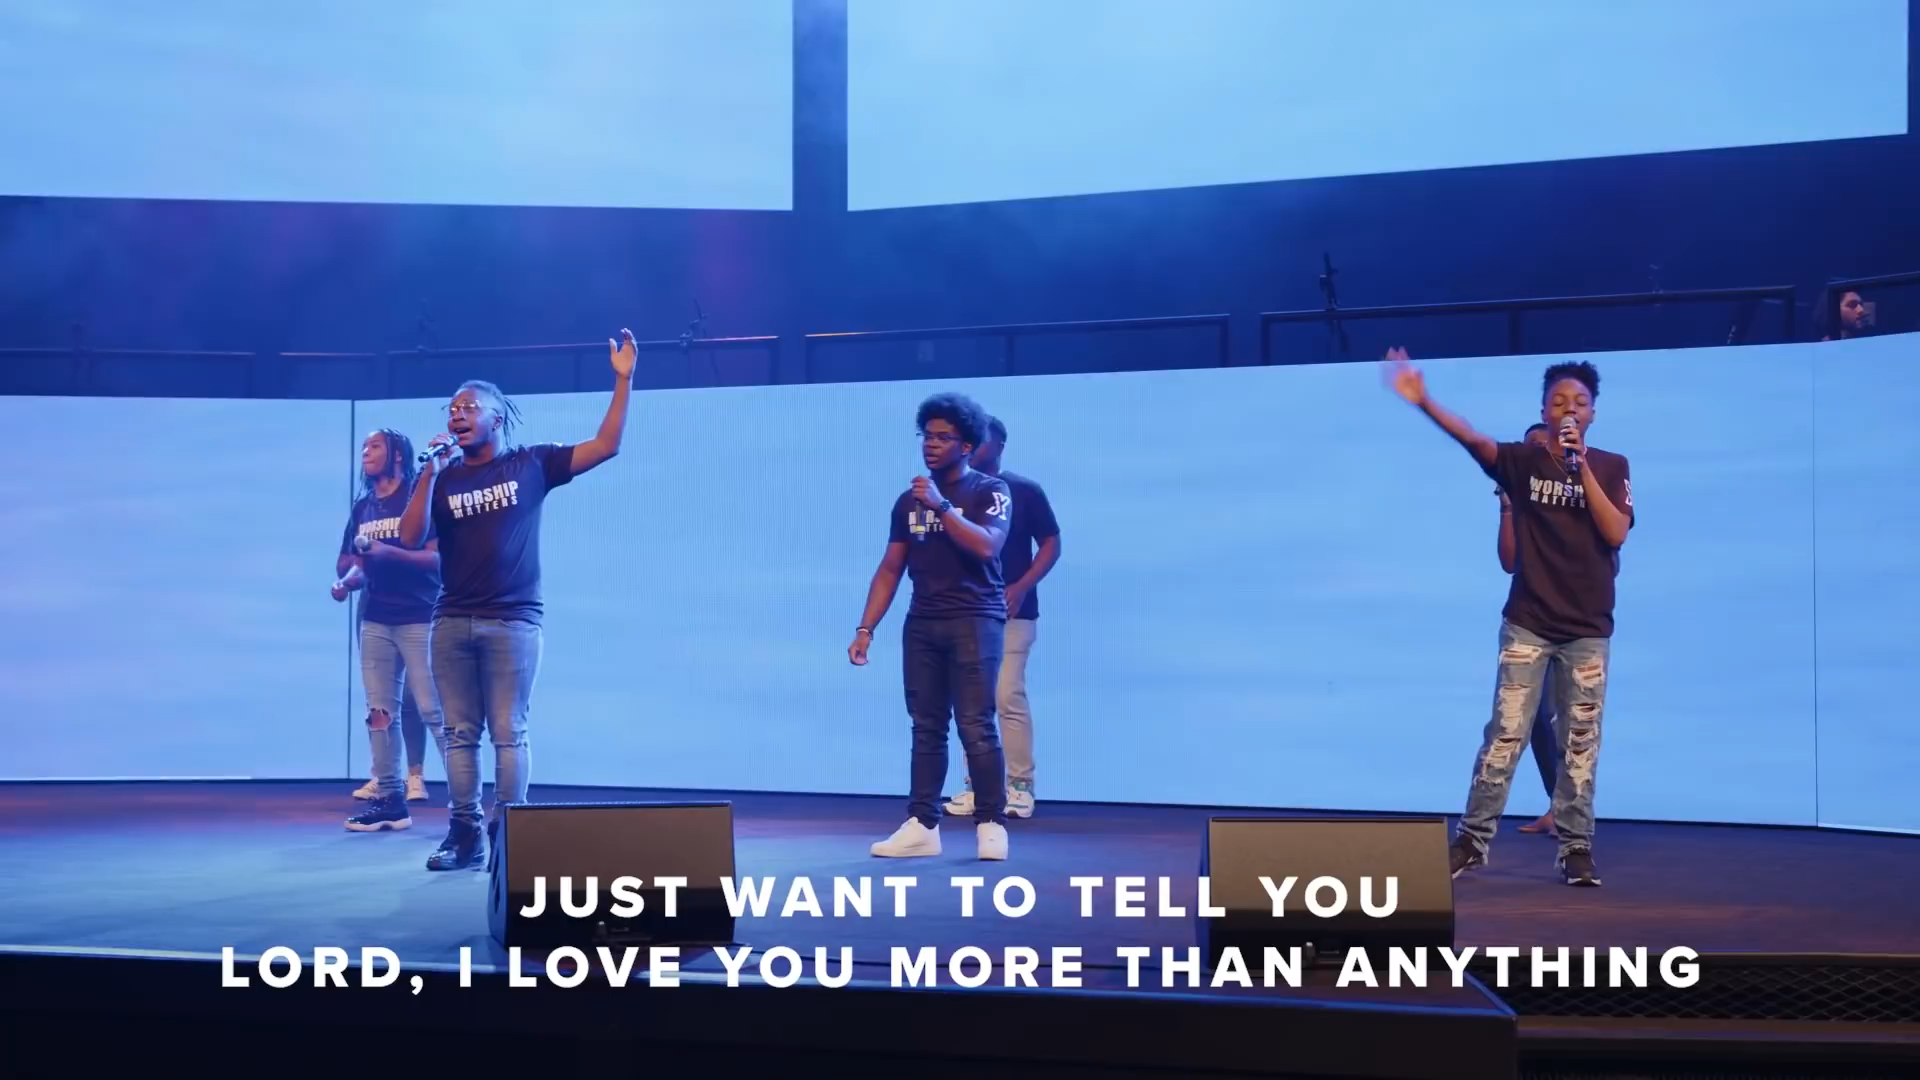 WORSHIP
MATTERS
WORSHIP
MATTERS
JUST WANT TO TELL YOU
LORD, I LOVE YOU MORE THAN ANYTHING